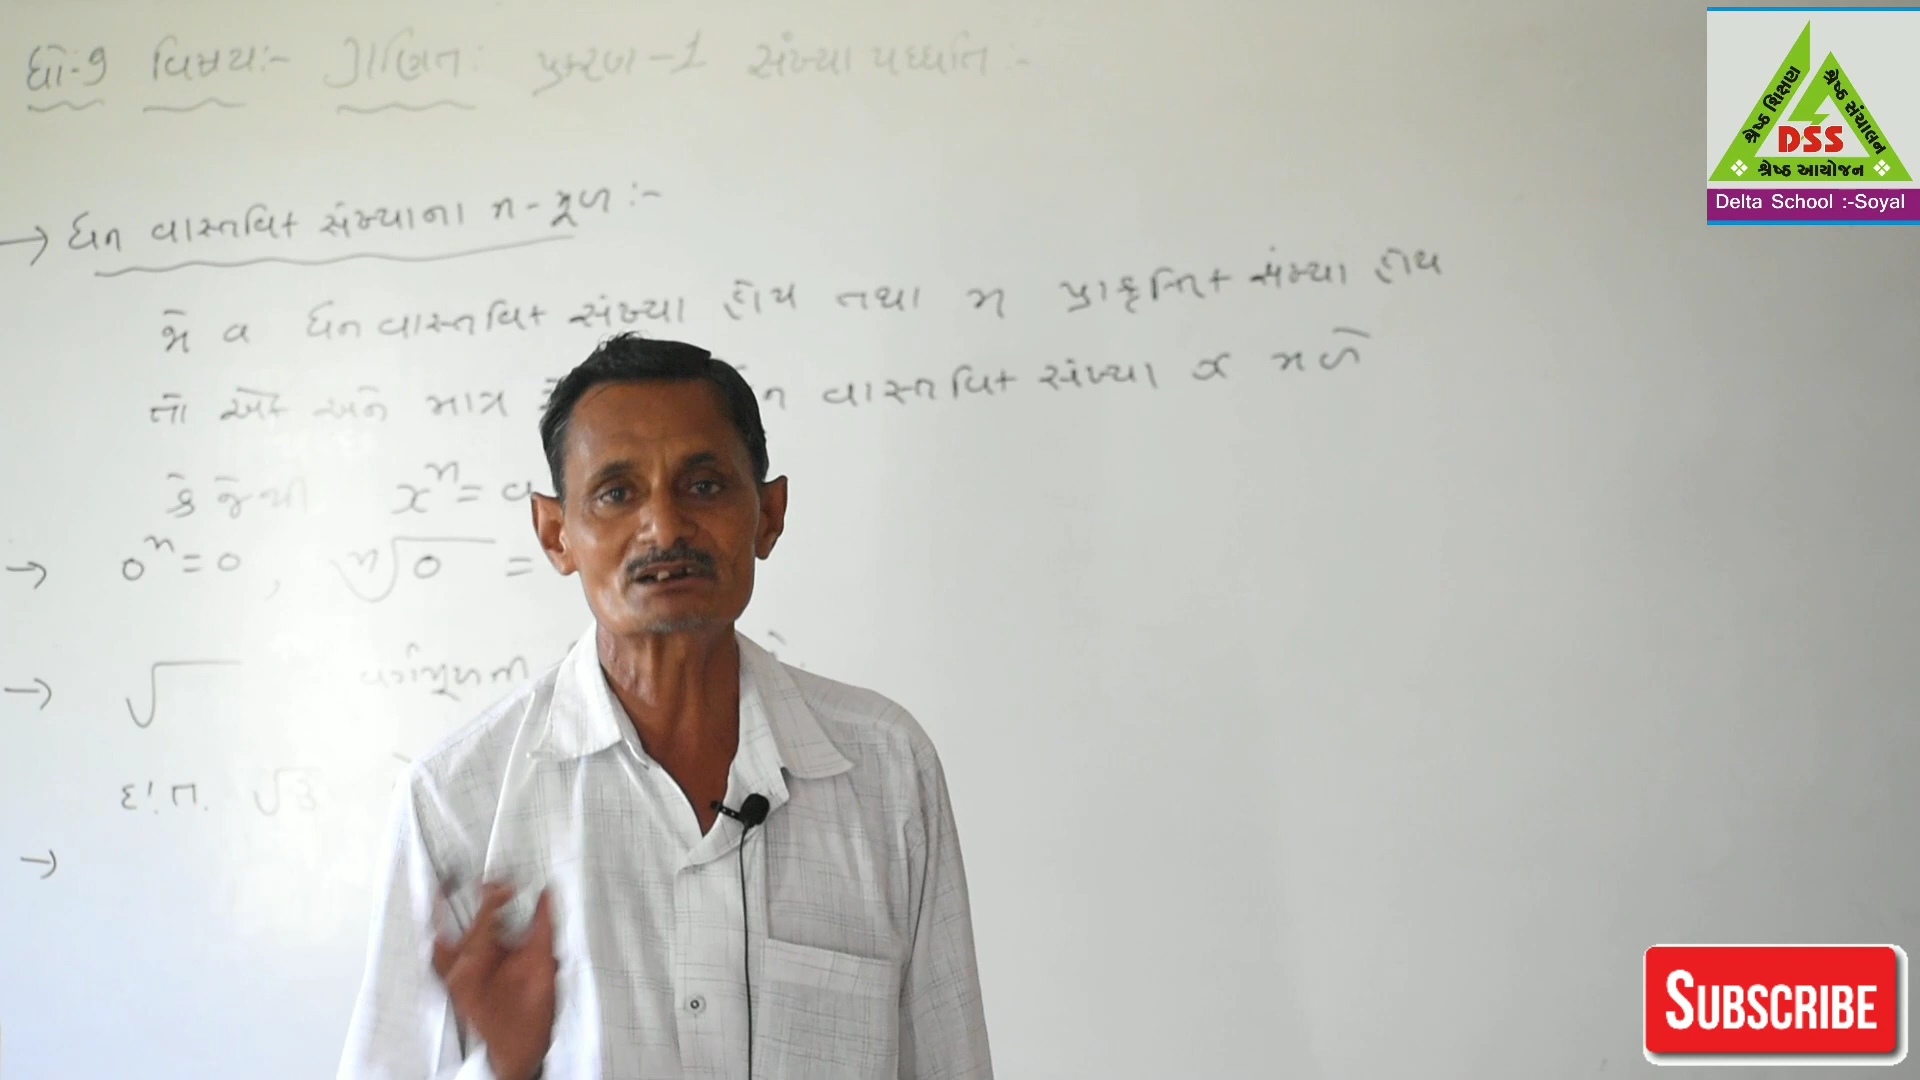 ધો:-9 વિષય:- ગણિત: પ્રકરણ-1 સંખ્યા પધ્ધતિ:-
→ ધન વાસ્તવિક સંખ્યાના n-મૂળ:-
જો a ધન વાસ્તવિક સંખ્યા હોય તથા n પ્રાકૃતિક સંખ્યા હોય
તો એક અને માત્ર વાસ્તવિક સંખ્યા x મળે
કે જેથી xⁿ = a
→ 0ⁿ = 0, ⁿ√0 =
→ √ વર્ગમૂળની
દા.ત. √3
→
શ્રેષ્ઠ શિક્ષણ
શ્રેષ્ઠ સંચાલન
DSS
શ્રેષ્ઠ આયોજન
Delta School :-Soyal
SUBSCRIBE